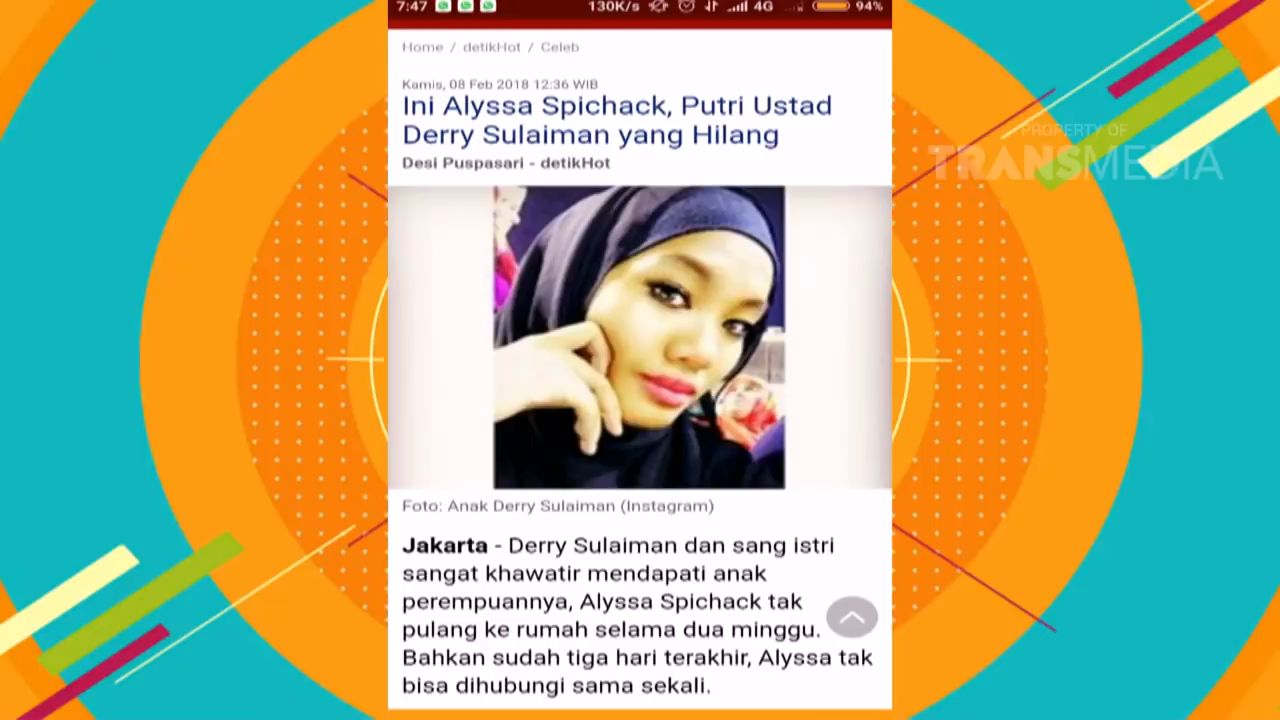 7:47
130K/s
4G
94%
Home / detikHot / Celeb
Kamis, 08 Feb 2018 12:36 WIB
Ini Alyssa Spichack, Putri Ustad
Derry Sulaiman yang Hilang
Desi Puspasari - detikHot
PROPERTY OF
TRANSMEDIA
Foto: Anak Derry Sulaiman (Instagram)
Jakarta - Derry Sulaiman dan sang istri
sangat khawatir mendapati anak
perempuannya, Alyssa Spichack tak
pulang ke rumah selama dua minggu.
Bahkan sudah tiga hari terakhir, Alyssa tak
bisa dihubungi sama sekali.